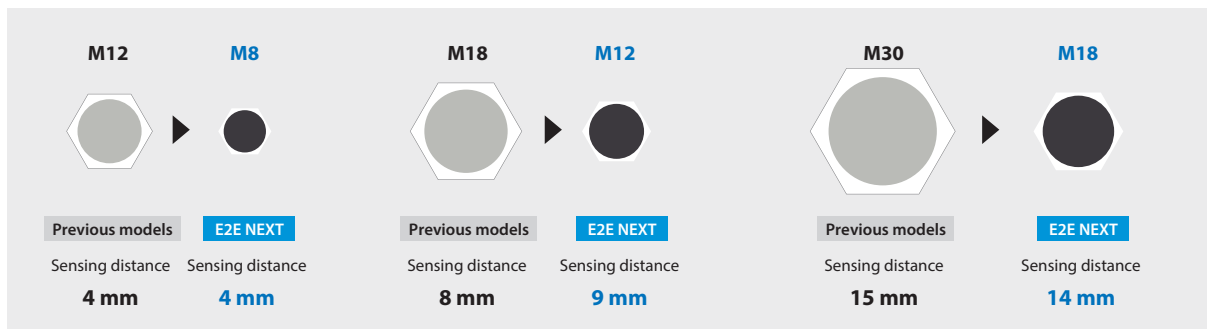 M12
M8
Previous models
E2E NEXT
Sensing distance
Sensing distance
4 mm
4 mm
M18
M12
Previous models
E2E NEXT
Sensing distance
Sensing distance
8 mm
9 mm
M30
M18
Previous models
E2E NEXT
Sensing distance
Sensing distance
15 mm
14 mm